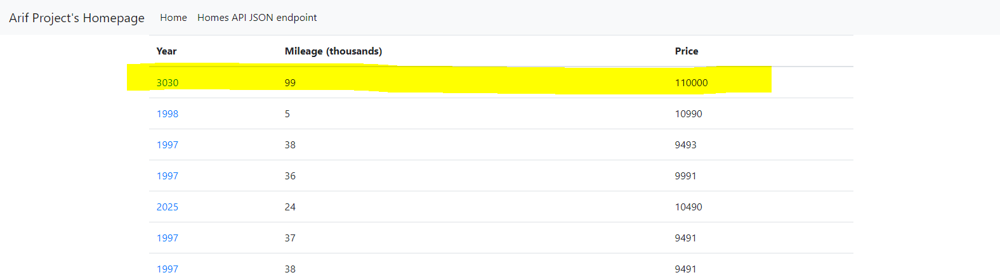 Arif Project's Homepage Home Homes API JSON endpoint
Year Mileage (thousands) Price
3030 99 110000
1998 5 10990
1997 38 9493
1997 36 9991
2025 24 10490
1997 37 9491
1997 38 9491